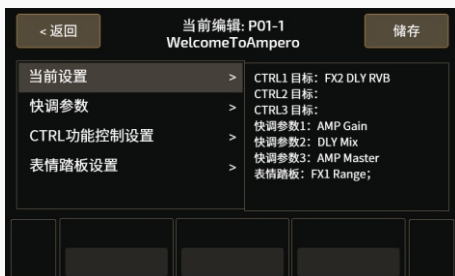 <返回
当前编辑: P01-1
WelcomeToAmpero
储存
当前设置 >
快调参数 >
CTRL功能控制设置 >
表情踏板设置 >
CTRL1 目标: FX2 DLY RVB
CTRL2 目标:
CTRL3 目标:
快调参数1: AMP Gain
快调参数2: DLY Mix
快调参数3: AMP Master
表情踏板: FX1 Range;